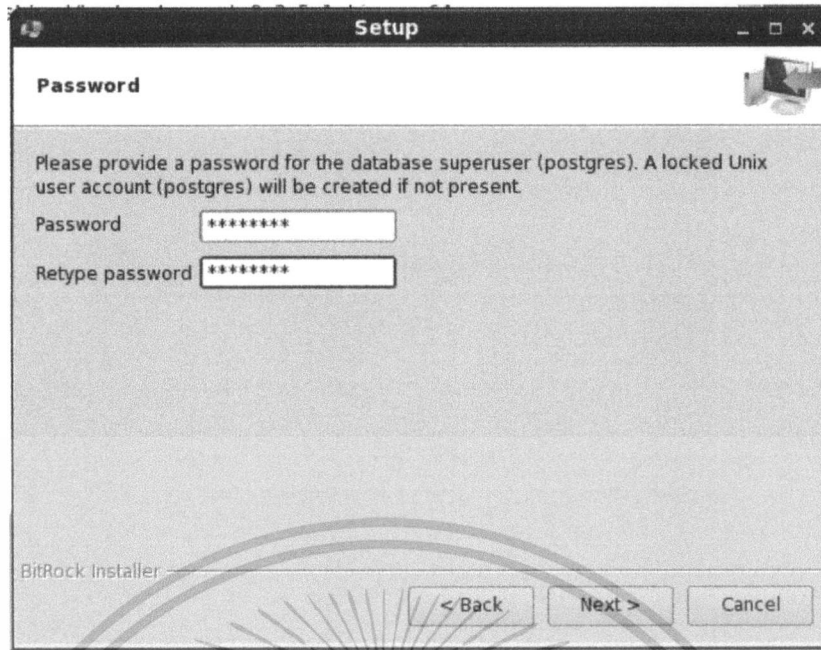 Setup
Password
Please provide a password for the database superuser (postgres). A locked Unix
user account (postgres) will be created if not present.
Password ********
Retype password ********
BitRock Installer
< Back Next > Cancel